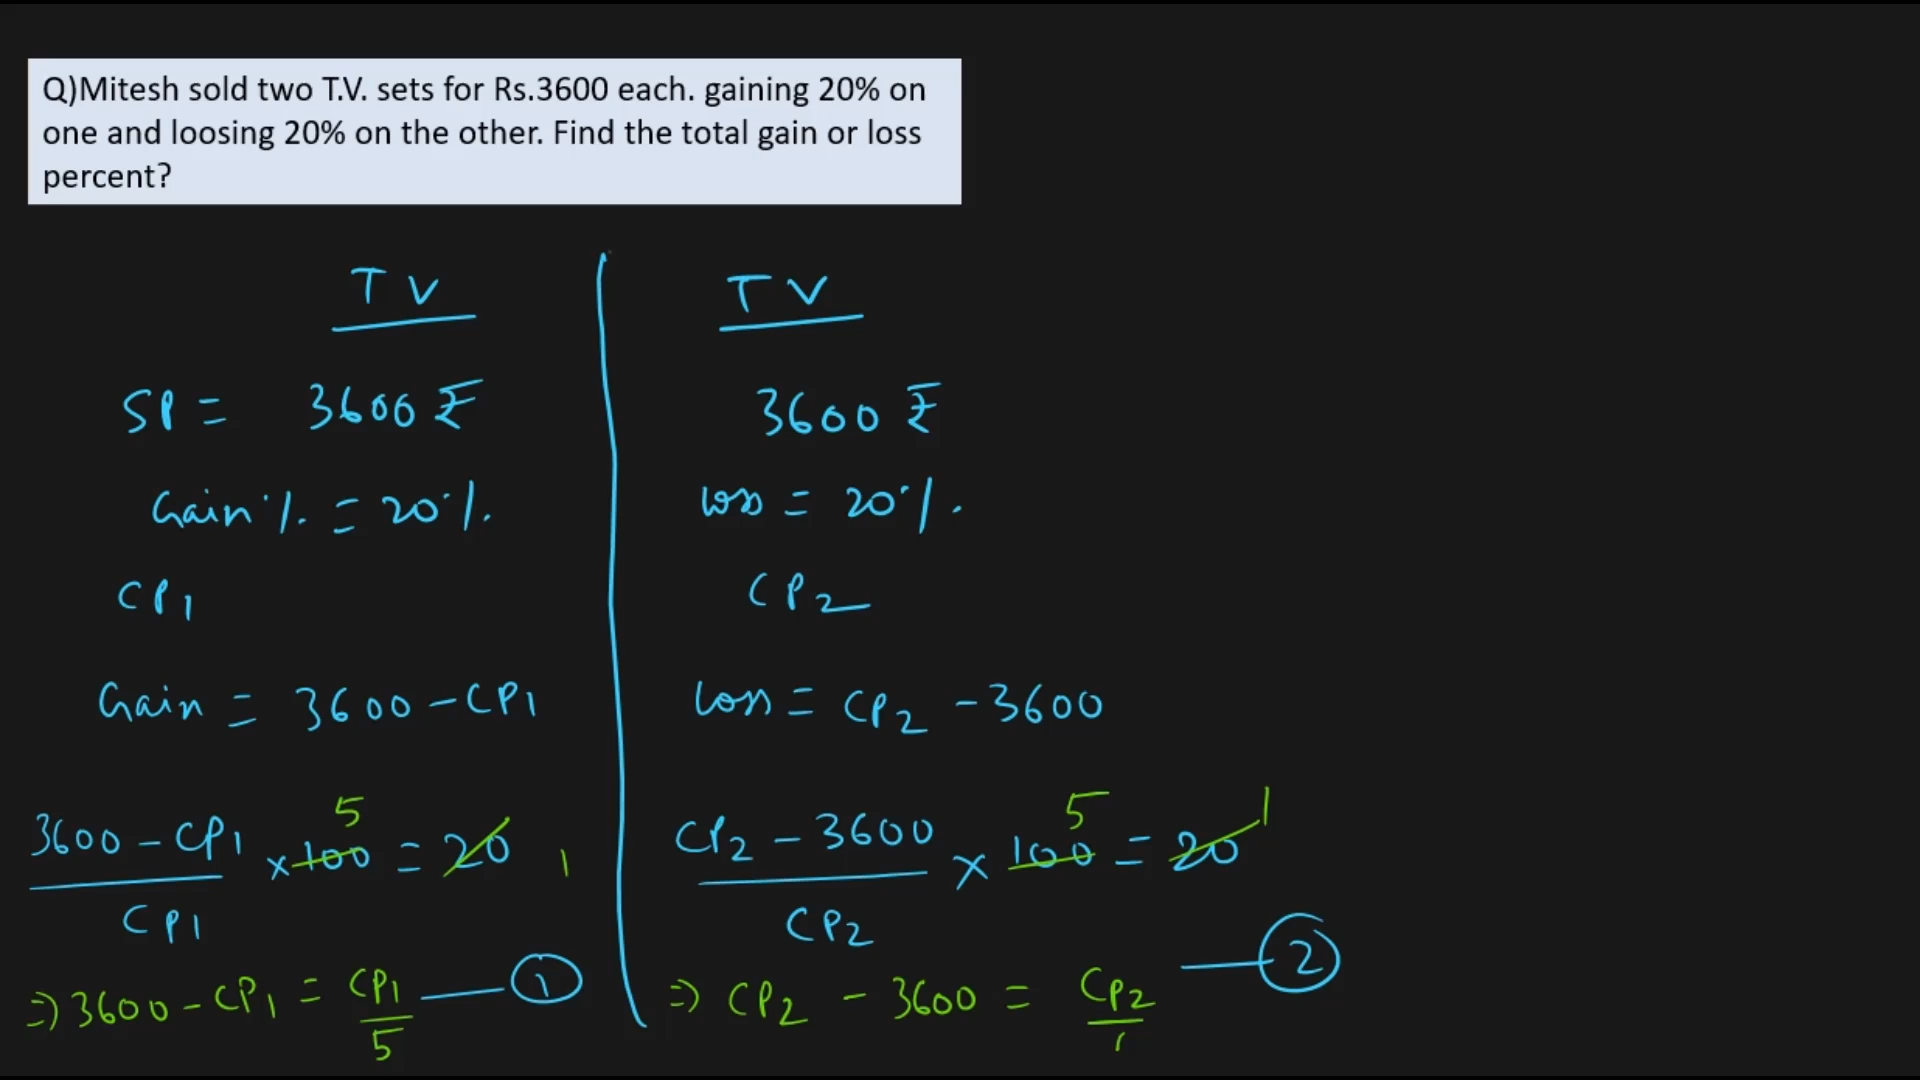 Q)Mitesh sold two T.V. sets for Rs.3600 each. gaining 20% on
one and loosing 20% on the other. Find the total gain or loss
percent?
TV
SP = 3600 ₹
Gain % = 20%.
CP1
Gain = 3600 - CP1
5
3600 - CP1 × 100 = 20 1
CP1
⇒ 3600 - CP1 = CP1 — 1
5
TV
3600 ₹
loss = 20%.
CP2
loss = CP2 - 3600
5 1
CP2 - 3600 × 100 = 20
CP2
⇒ CP2 - 3600 = CP2 — 2